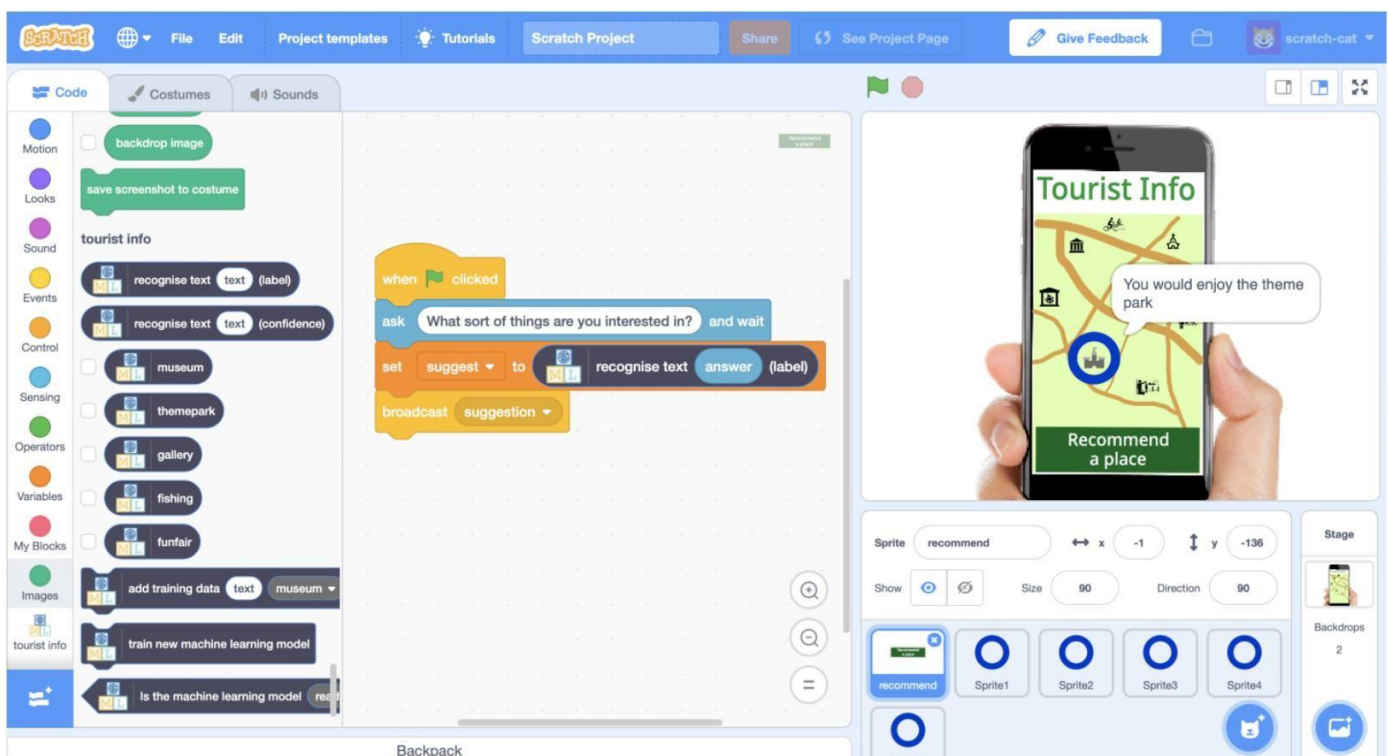 SCRATCH
File
Edit
Project templates
Tutorials
Scratch Project
Share
See Project Page
Give Feedback
scratch-cat
Code
Costumes
Sounds
Motion
Looks
Sound
Events
Control
Sensing
Operators
Variables
My Blocks
Images
tourist info
backdrop image
save screenshot to costume
tourist info
recognise text text (label)
recognise text text (confidence)
museum
themepark
gallery
fishing
funfair
add training data text museum
train new machine learning model
Is the machine learning model
Recommend
a place
when clicked
ask What sort of things are you interested in? and wait
set suggest to recognise text answer (label)
broadcast suggestion
Backpack
Tourist Info
You would enjoy the theme
park
Recommend
a place
Sprite recommend x -1 y -136
Show Size 90 Direction 90
recommend
Sprite1
Sprite2
Sprite3
Sprite4
Stage
Backdrops
2